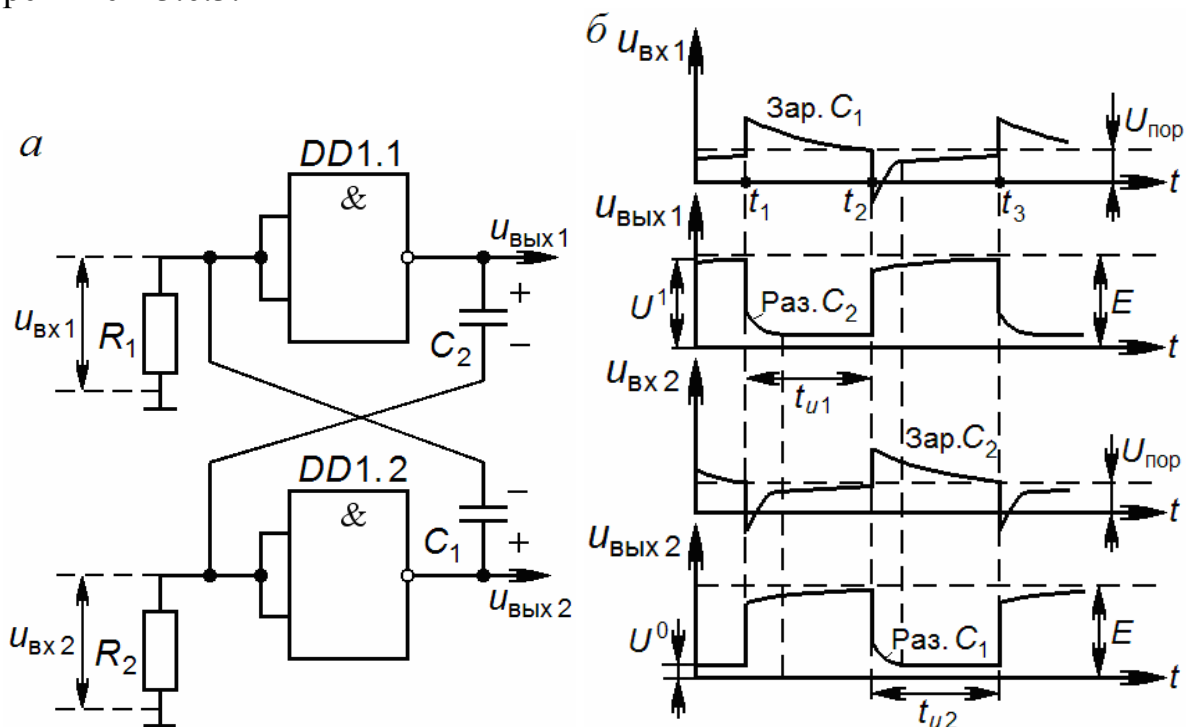 а
DD1.1
&
u вых 1
u вх 1
R1
+
C2
−
DD1.2
&
−
C1
+
u вых 2
u вх 2
R2
б
u вх 1
Зар. C1
U пор
t1
t2
t3
t
u вых 1
U¹
Раз. C2
E
t
u вх 2
t u1
Зар. C2
U пор
t
u вых 2
U⁰
Раз. C1
E
t
t u2